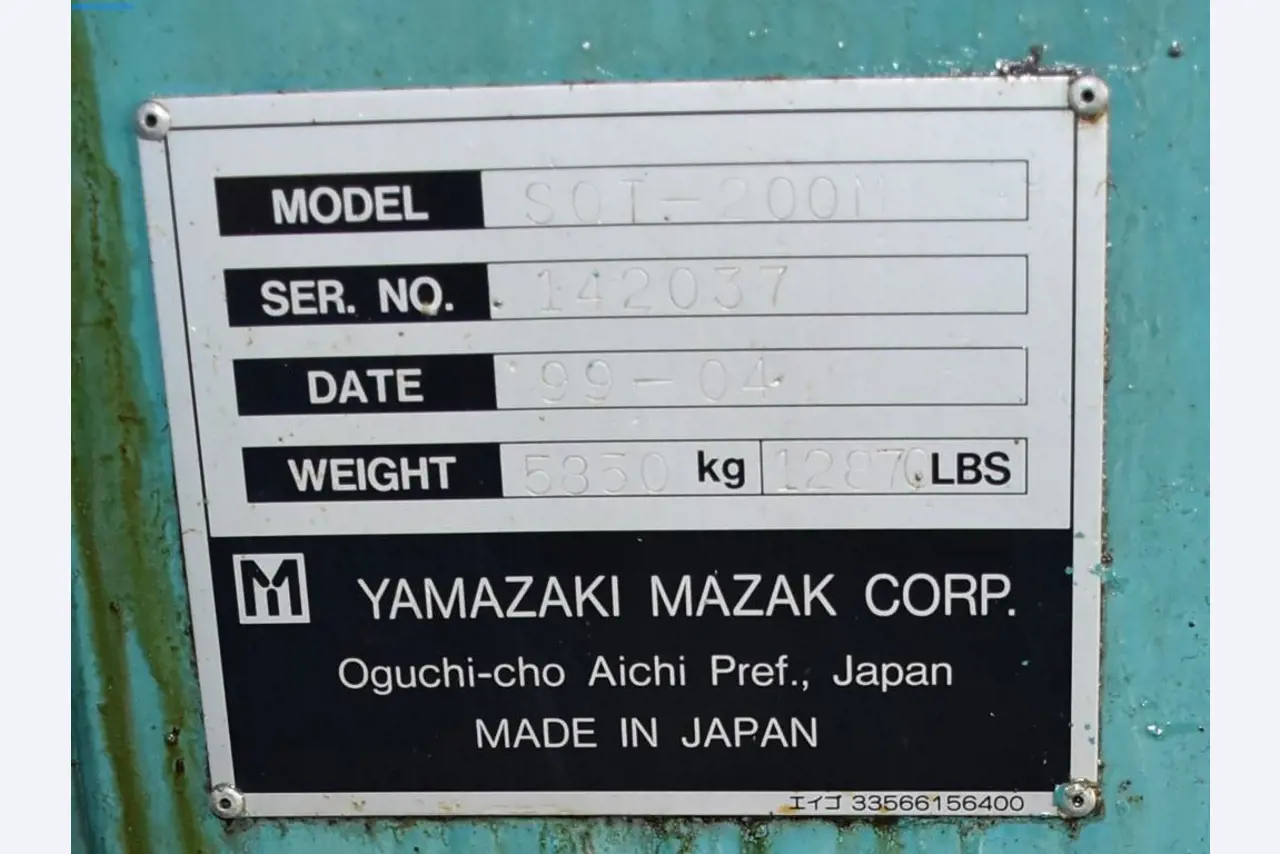 MODEL SQT-200M
SER. NO. 142037
DATE 99-04
WEIGHT 5850 kg 12870 LBS
YAMAZAKI MAZAK CORP.
Oguchi-cho Aichi Pref., Japan
MADE IN JAPAN
エイゴ 33566156400